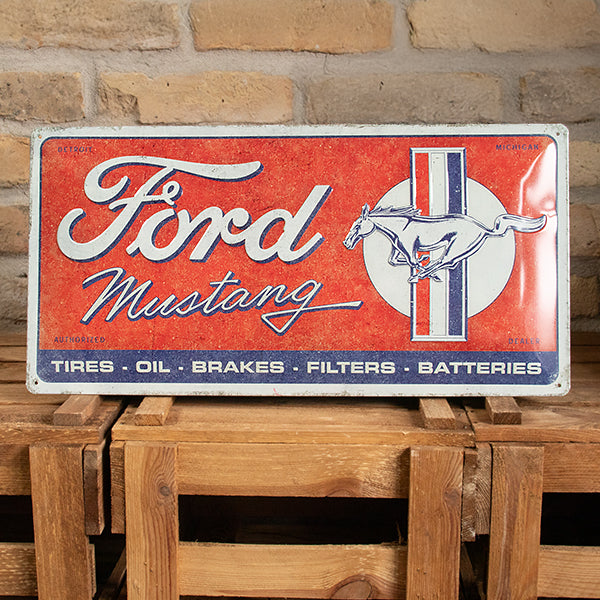 DETROIT MICHIGAN
Ford
Mustang
AUTHORIZED DEALER
TIRES - OIL - BRAKES - FILTERS - BATTERIES